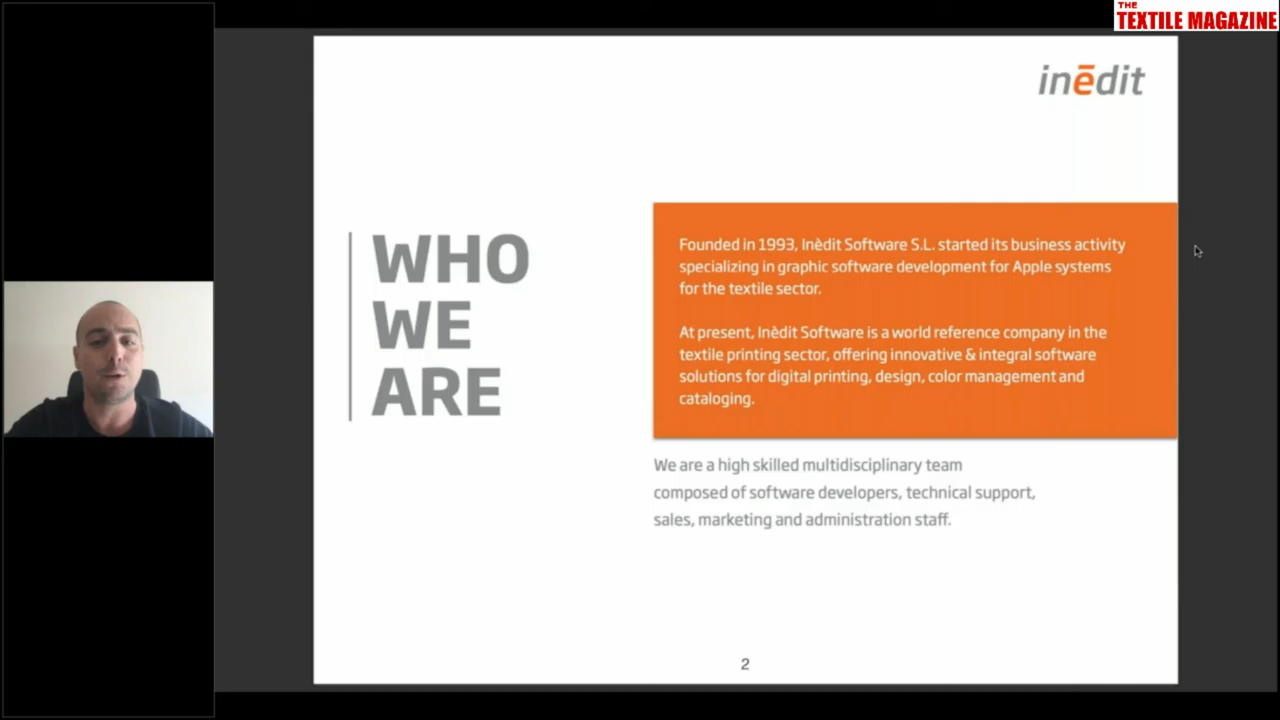 THE
TEXTILE MAGAZINE
inēdit
WHO
WE
ARE
Founded in 1993, Inèdit Software S.L. started its business activity
specializing in graphic software development for Apple systems
for the textile sector.
At present, Inèdit Software is a world reference company in the
textile printing sector, offering innovative & integral software
solutions for digital printing, design, color management and
cataloging.
We are a high skilled multidisciplinary team
composed of software developers, technical support,
sales, marketing and administration staff.
2